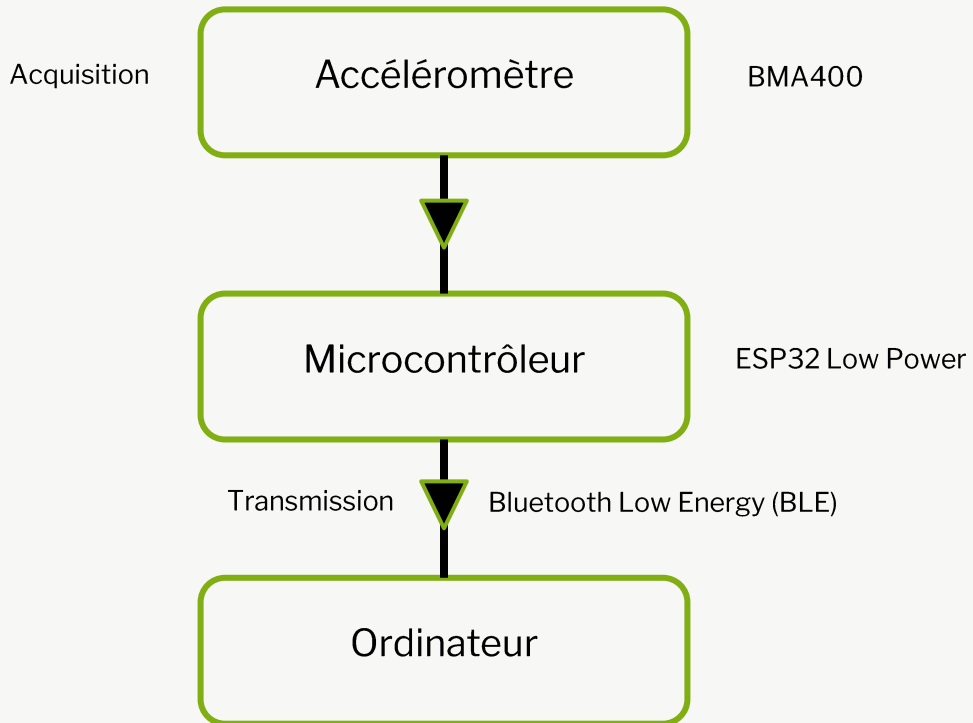 Acquisition
Accéléromètre
BMA400
Microcontrôleur
ESP32 Low Power
Transmission
Bluetooth Low Energy (BLE)
Ordinateur